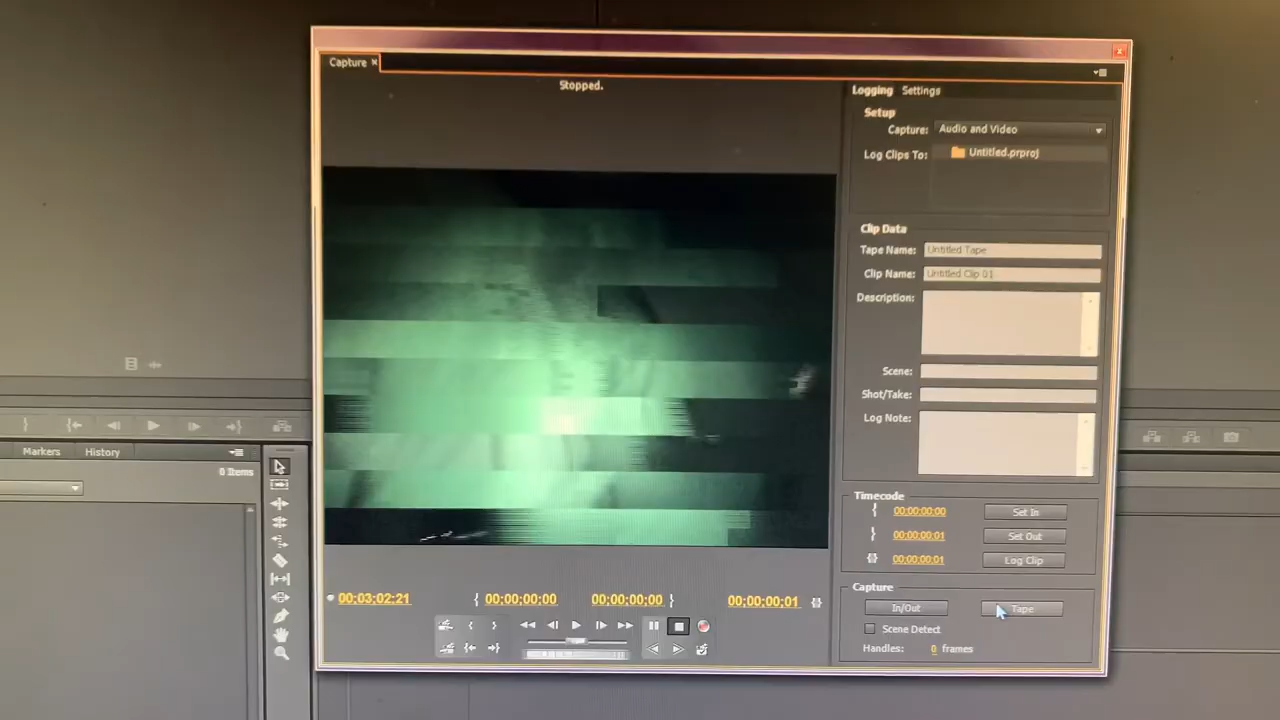 Capture
Stopped.
Logging Settings
Setup
Capture: Audio and Video
Log Clips To: Untitled.prproj
Clip Data
Tape Name: Untitled Tape
Clip Name: Untitled Clip 01
Description:
Scene:
Shot/Take:
Log Note:
Timecode
00;00;00;00 Set In
00;00;00;01 Set Out
00;00;00;01 Log Clip
Capture
In/Out Tape
Scene Detect
Handles: 0 frames
00;03;02;21 00;00;00;00 00;00;00;00 00;00;00;01
Markers History
0 Items